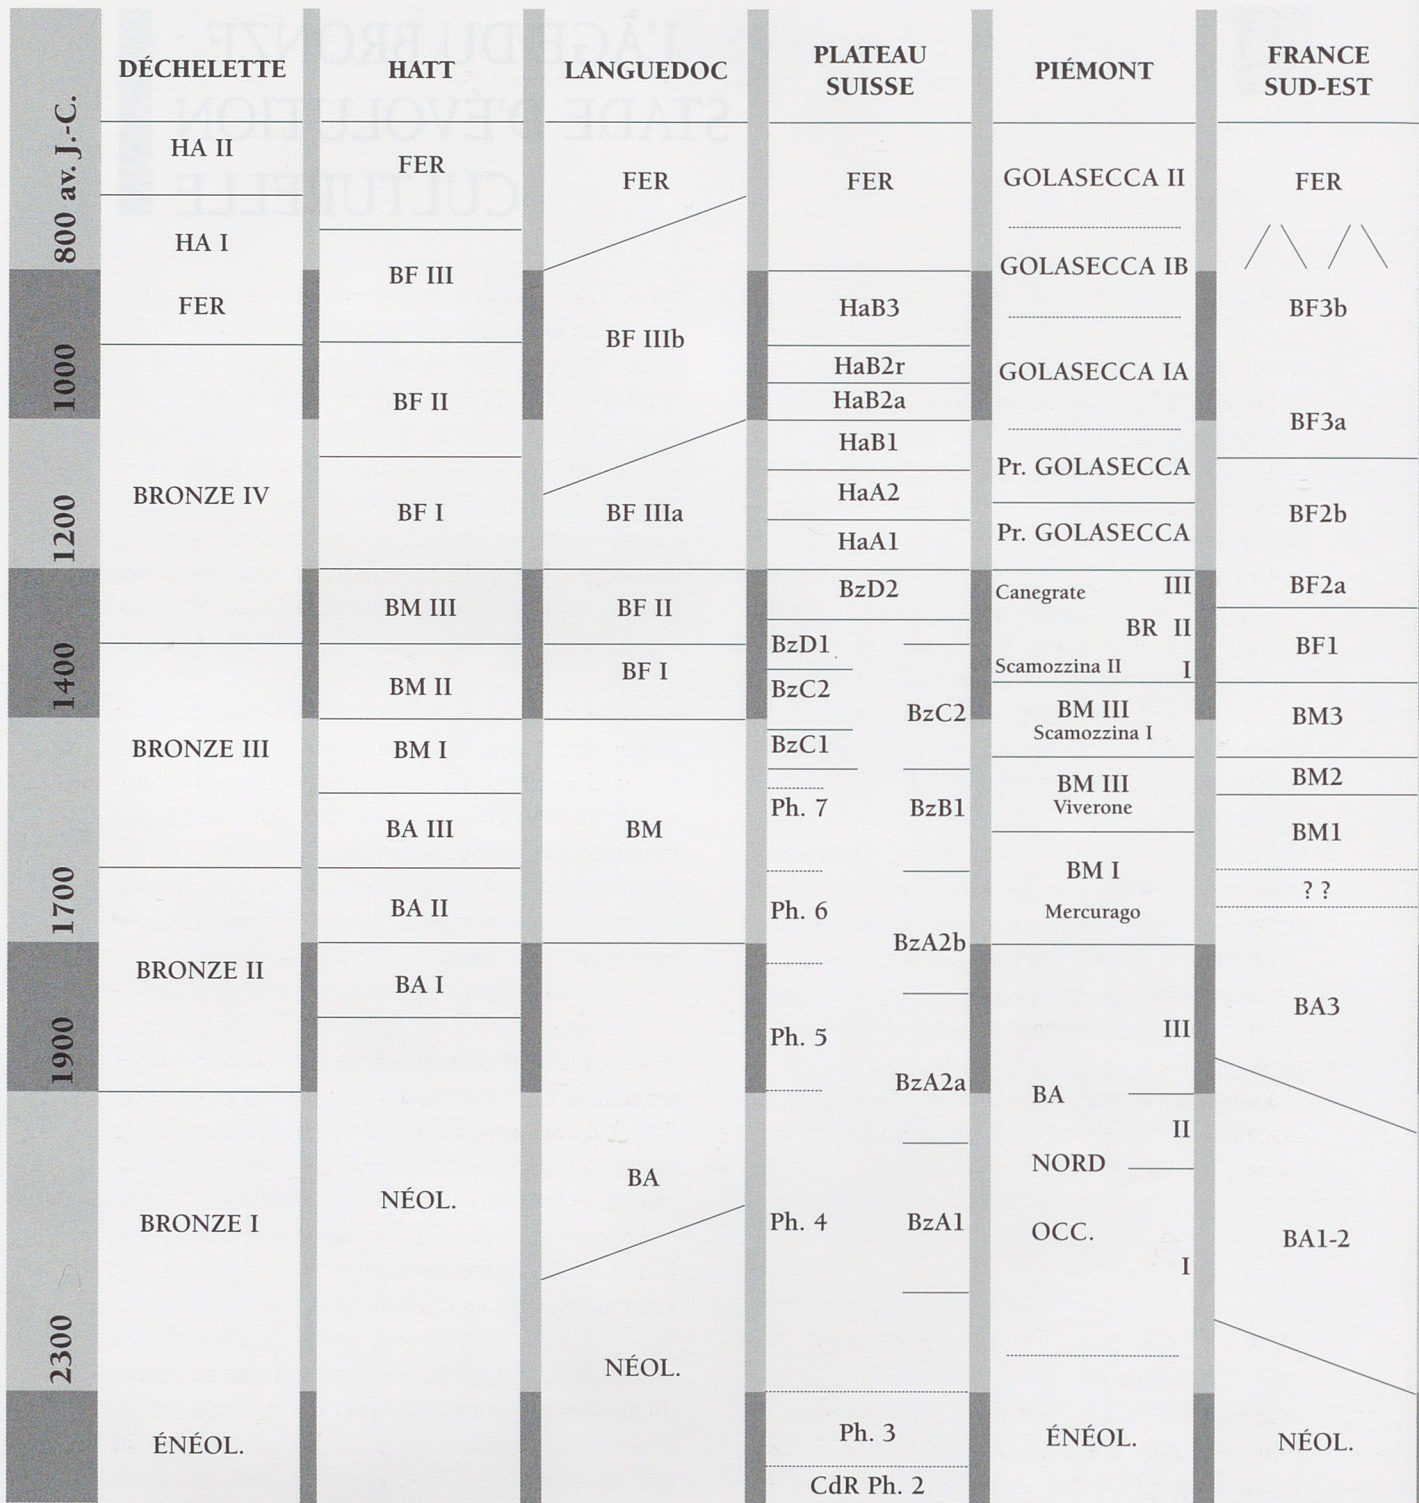 800 av. J.-C.
1000
1200
1400
1700
1900
2300
DÉCHELETTE
HA II
HA I
FER
BRONZE IV
BRONZE III
BRONZE II
BRONZE I
ÉNÉOL.
HATT
FER
BF III
BF II
BF I
BM III
BM II
BM I
BA III
BA II
BA I
NÉOL.
LANGUEDOC
FER
BF IIIb
BF IIIa
BF II
BF I
BM
BA
NÉOL.
PLATEAU
SUISSE
FER
HaB3
HaB2r
HaB2a
HaB1
HaA2
HaA1
BzD2
BzD1
BzC2
BzC2
BzC1
Ph. 7
BzB1
Ph. 6
BzA2b
Ph. 5
BzA2a
Ph. 4
BzA1
Ph. 3
CdR Ph. 2
PIÉMONT
GOLASECCA II
GOLASECCA IB
GOLASECCA IA
Pr. GOLASECCA
Pr. GOLASECCA
Canegrate III
BR II
Scamozzina II I
BM III
Scamozzina I
BM III
Viverone
BM I
Mercurago
III
BA
II
NORD
OCC.
I
ÉNÉOL.
FRANCE
SUD-EST
FER
BF3b
BF3a
BF2b
BF2a
BF1
BM3
BM2
BM1
? ?
BA3
BA1-2
NÉOL.